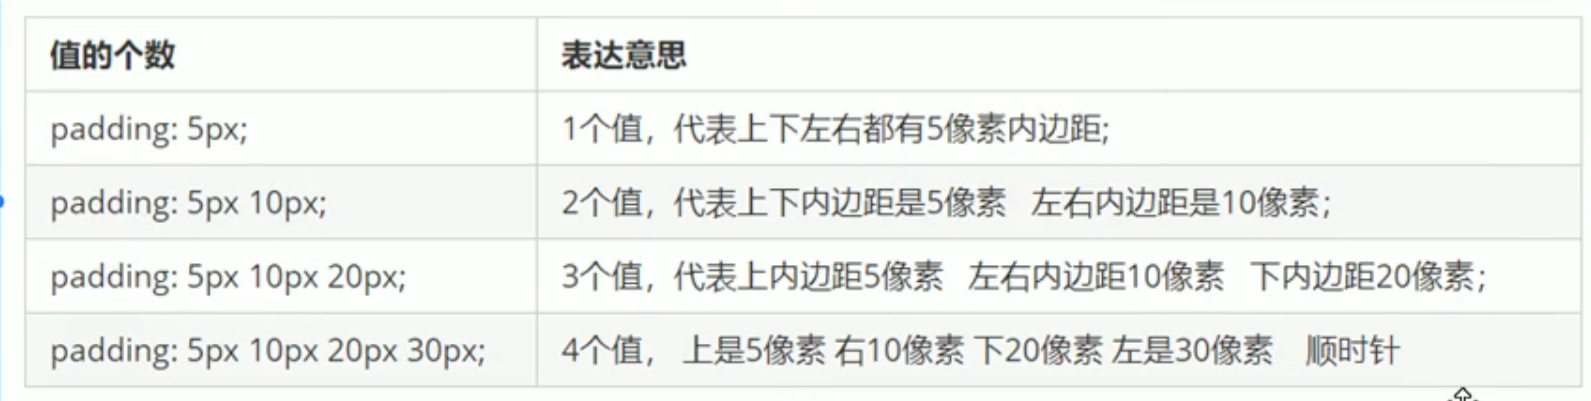 值的个数 表达意思
padding: 5px; 1个值，代表上下左右都有5像素内边距;
padding: 5px 10px; 2个值，代表上下内边距是5像素 左右内边距是10像素；
padding: 5px 10px 20px; 3个值，代表上内边距5像素 左右内边距10像素 下内边距20像素；
padding: 5px 10px 20px 30px; 4个值， 上是5像素 右10像素 下20像素 左是30像素 顺时针